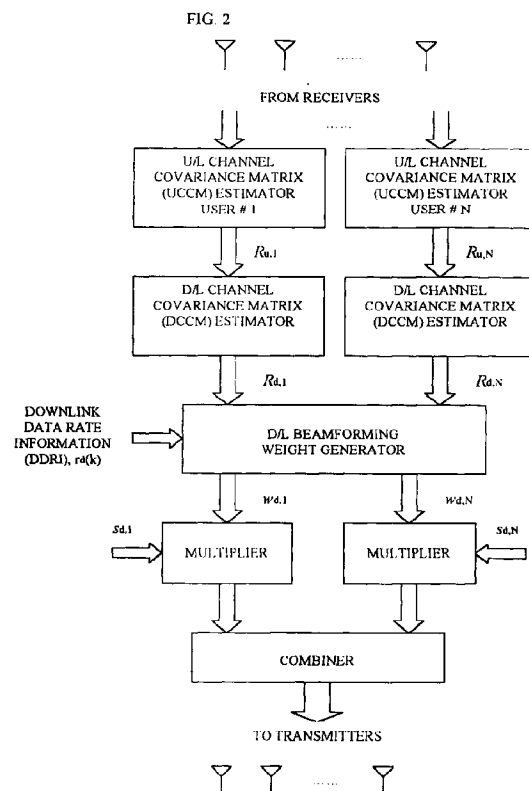 FIG. 2
......
FROM RECEIVERS
......
U/L CHANNEL
COVARIANCE MATRIX
(UCCM) ESTIMATOR
USER # 1
U/L CHANNEL
COVARIANCE MATRIX
(UCCM) ESTIMATOR
USER # N
Ru,1
Ru,N
D/L CHANNEL
COVARIANCE MATRIX
(DCCM) ESTIMATOR
D/L CHANNEL
COVARIANCE MATRIX
(DCCM) ESTIMATOR
Rd,1
Rd,N
DOWNLINK
DATA RATE
INFORMATION
(DDRI), rd(k)
D/L BEAMFORMING
WEIGHT GENERATOR
wd,1
wd,N
sd,1
MULTIPLIER
MULTIPLIER
sd,N
COMBINER
TO TRANSMITTERS
......